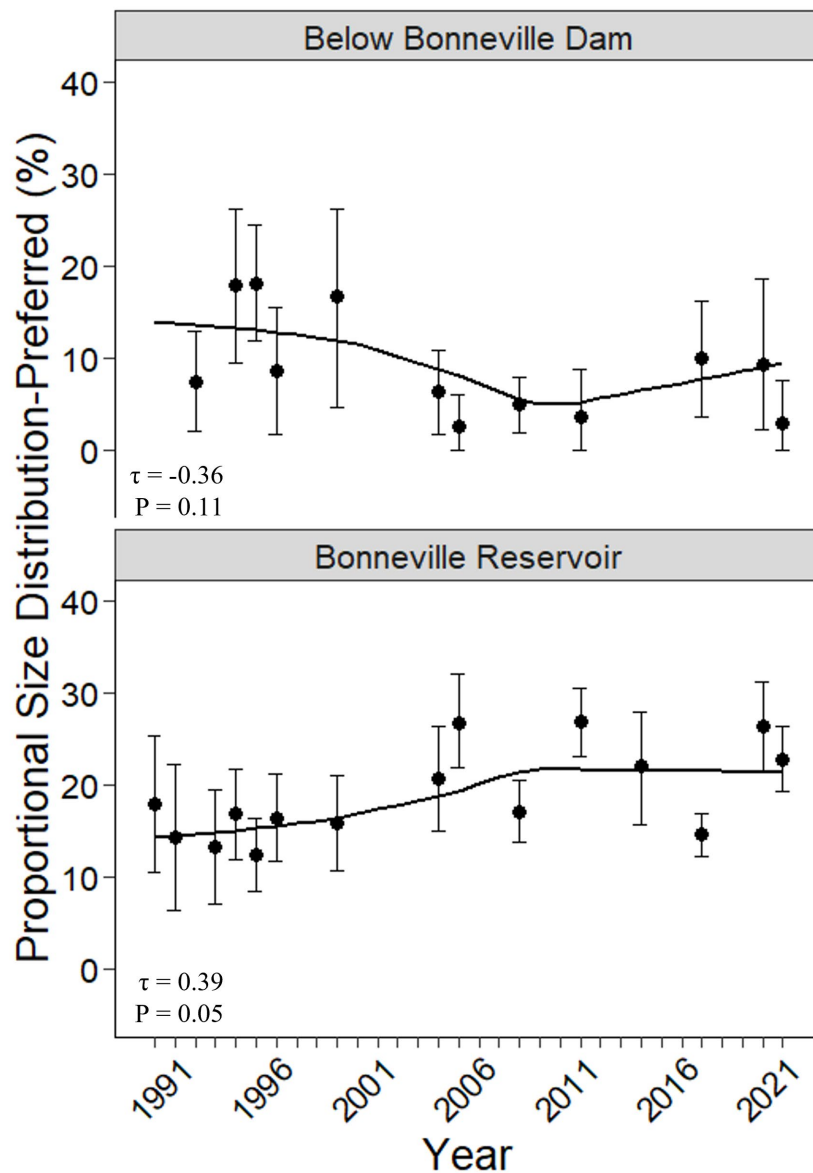 Below Bonneville Dam
Proportional Size Distribution-Preferred (%)
40
30
20
10
0
τ = -0.36
P = 0.11
Bonneville Reservoir
40
30
20
10
0
τ = 0.39
P = 0.05
1991
1996
2001
2006
2011
2016
2021
Year